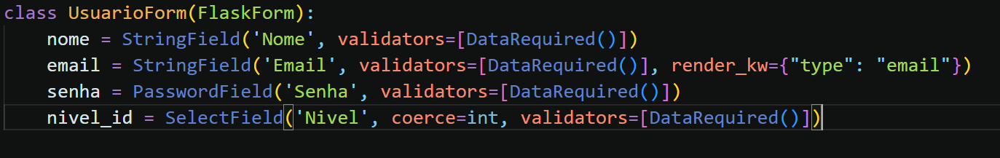 class UsuarioForm(FlaskForm):
    nome = StringField('Nome', validators=[DataRequired()])
    email = StringField('Email', validators=[DataRequired()], render_kw={"type": "email"})
    senha = PasswordField('Senha', validators=[DataRequired()])
    nivel_id = SelectField('Nivel', coerce=int, validators=[DataRequired()])